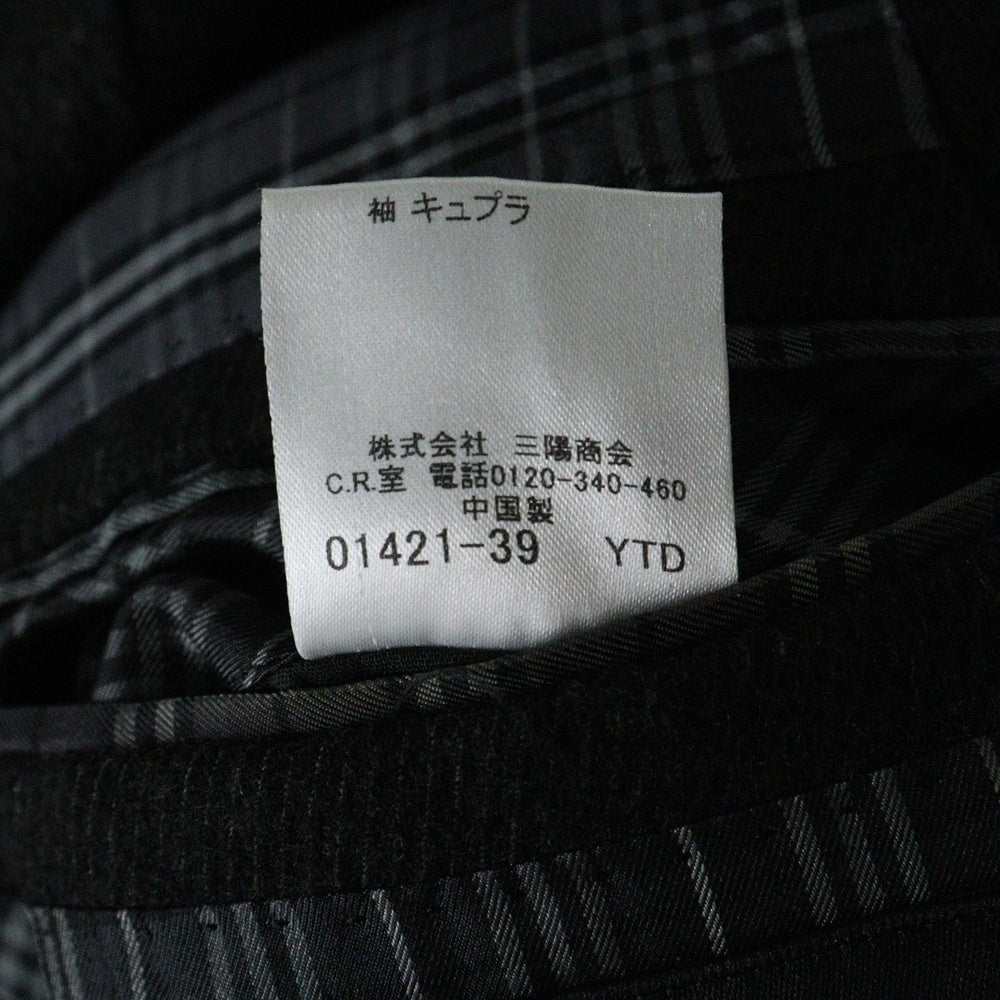 袖 キュプラ
株式会社 三陽商会
C.R.室 電話0120-340-460
中国製
01421-39 YTD